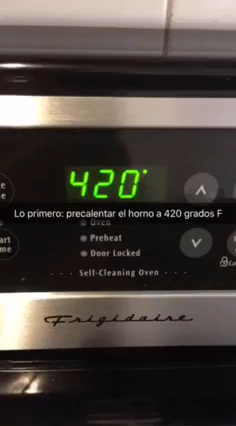 420°
Lo primero: precalentar el horno a 420 grados F
Oven
Preheat
Door Locked
Self-Cleaning Oven
Frigidaire